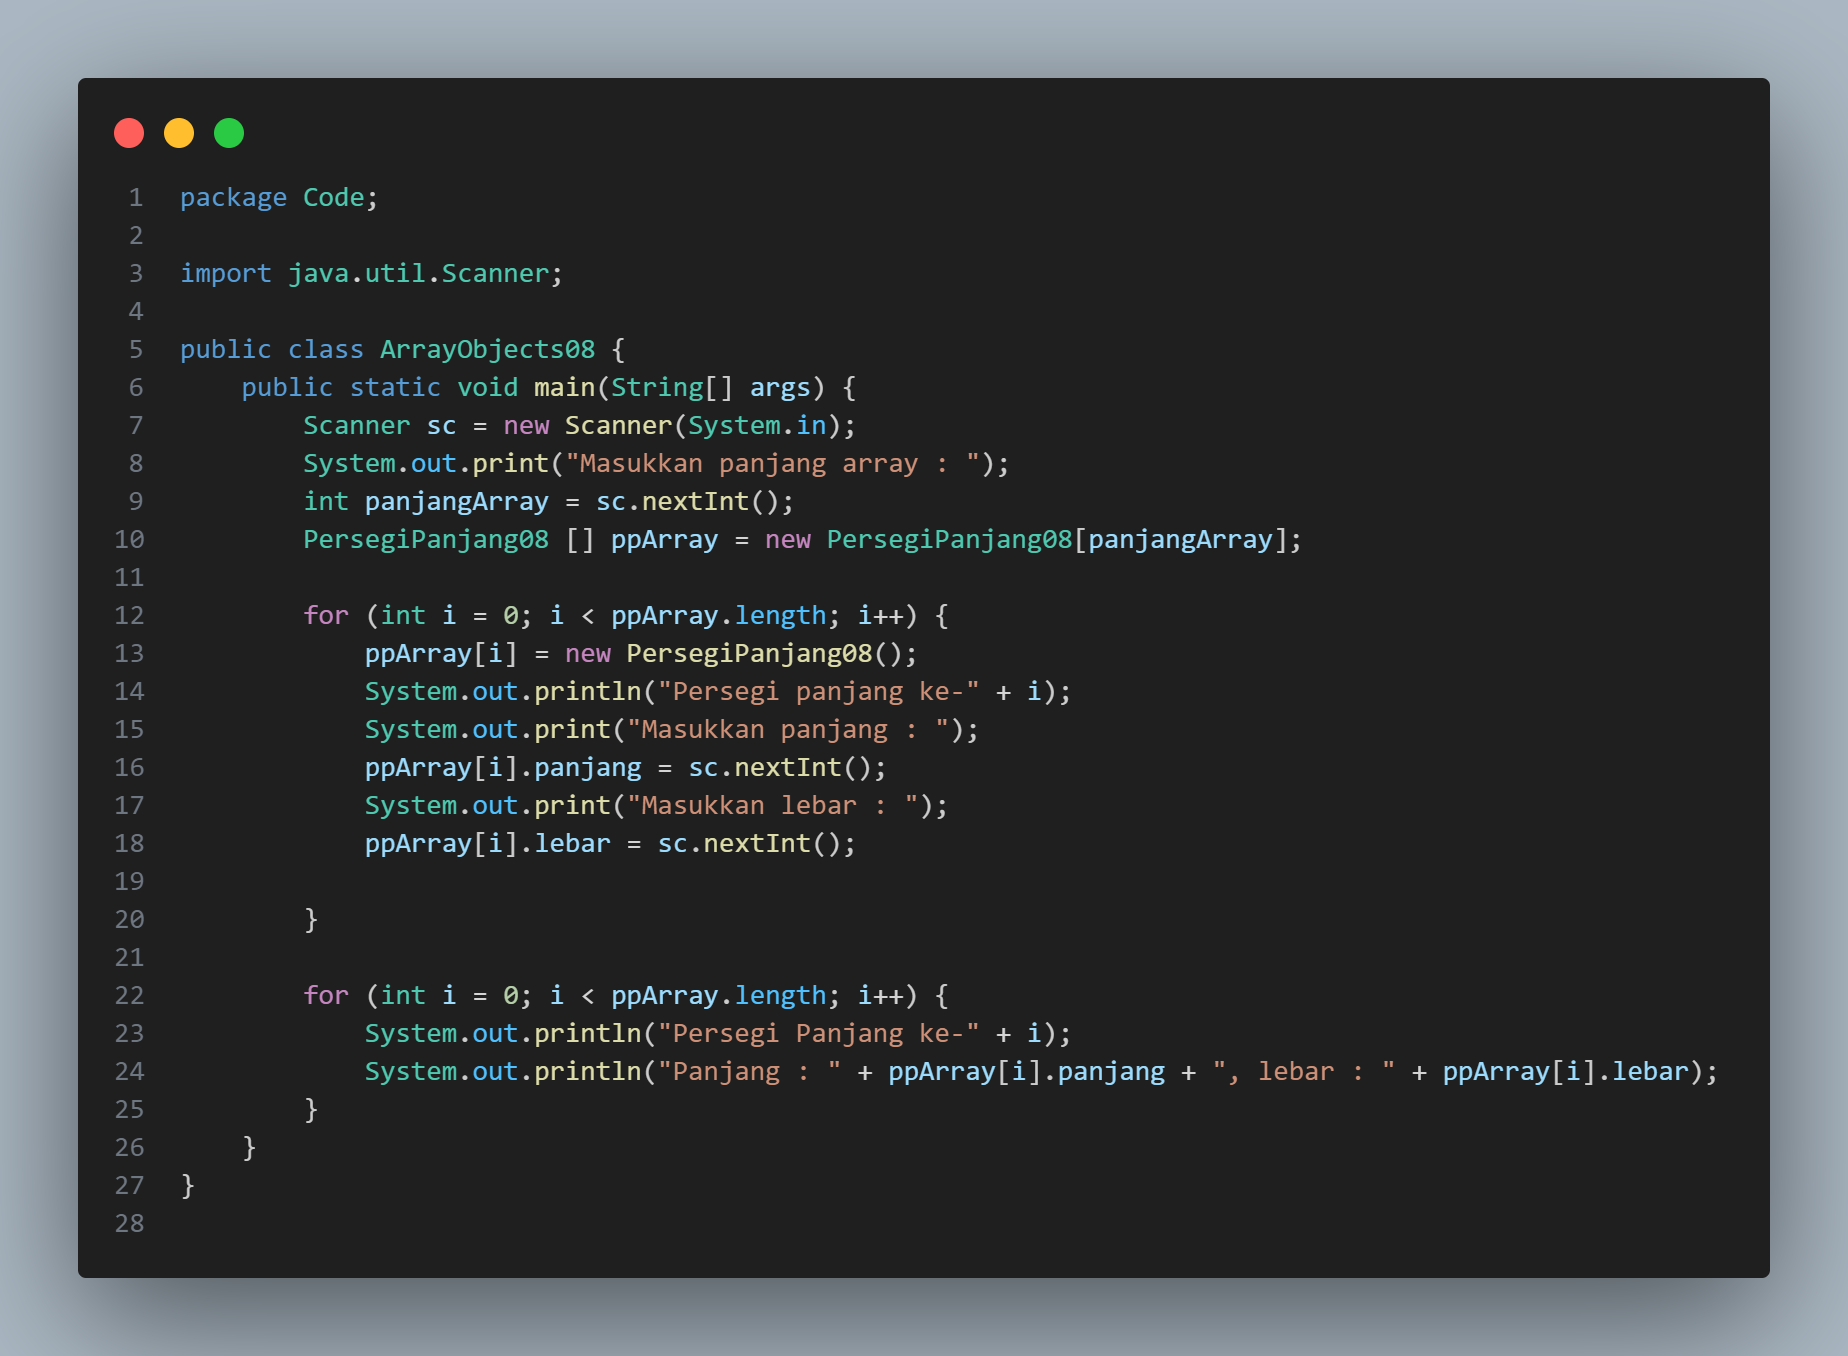 1 package Code;
2
3 import java.util.Scanner;
4
5 public class ArrayObjects08 {
6     public static void main(String[] args) {
7         Scanner sc = new Scanner(System.in);
8         System.out.print("Masukkan panjang array : ");
9         int panjangArray = sc.nextInt();
10         PersegiPanjang08 [] ppArray = new PersegiPanjang08[panjangArray];
11
12         for (int i = 0; i < ppArray.length; i++) {
13             ppArray[i] = new PersegiPanjang08();
14             System.out.println("Persegi panjang ke-" + i);
15             System.out.print("Masukkan panjang : ");
16             ppArray[i].panjang = sc.nextInt();
17             System.out.print("Masukkan lebar : ");
18             ppArray[i].lebar = sc.nextInt();
19
20         }
21
22         for (int i = 0; i < ppArray.length; i++) {
23             System.out.println("Persegi Panjang ke-" + i);
24             System.out.println("Panjang : " + ppArray[i].panjang + ", lebar : " + ppArray[i].lebar);
25         }
26     }
27 }
28